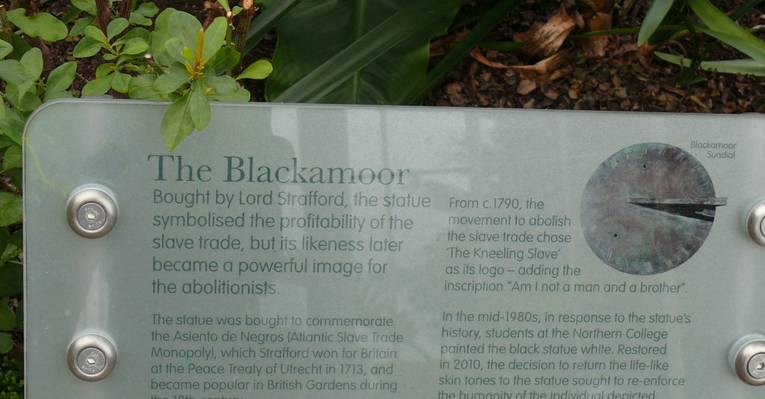 The Blackamoor
Bought by Lord Strafford, the statue
symbolised the profitability of the
slave trade, but its likeness later
became a powerful image for
the abolitionists.
The statue was bought to commemorate
the Asiento de Negros (Atlantic Slave Trade
Monopoly), which Strafford won for Britain
at the Peace Treaty of Utrecht in 1713, and
became popular in British Gardens during
the 18th century.
Blackamoor
Sundial
From c.1790, the
movement to abolish
the slave trade chose
'The Kneeling Slave'
as its logo – adding the
inscription "Am I not a man and a brother".
In the mid-1980s, in response to the statue's
history, students at the Northern College
painted the black statue white. Restored
in 2010, the decision to return the life-like
skin tones to the statue sought to re-enforce
the humanity of the individual depicted